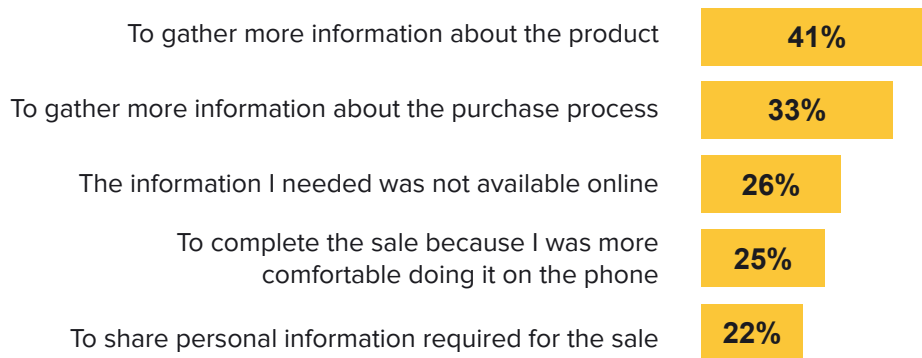 To gather more information about the product
41%
To gather more information about the purchase process
33%
The information I needed was not available online
26%
To complete the sale because I was more
comfortable doing it on the phone
25%
To share personal information required for the sale
22%